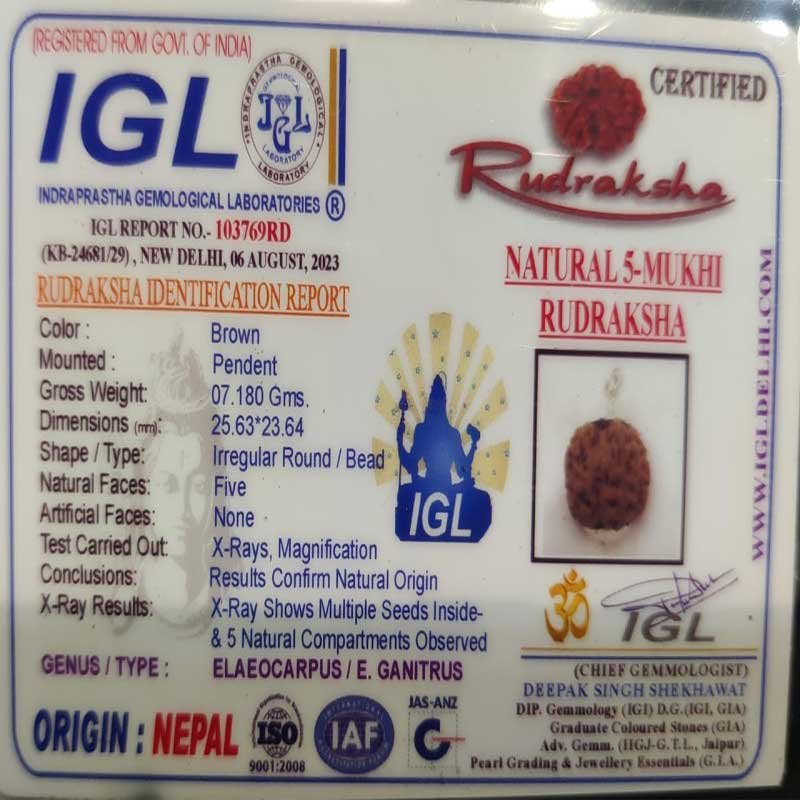 (REGISTERED FROM GOVT. OF INDIA)
IGL
INDRAPRASTHA GEMOLOGICAL
GEMOLOGICAL
IGL
LABORATORY
LABORATORY
INDRAPRASTHA GEMOLOGICAL LABORATORIES ®
IGL REPORT NO.- 103769RD
(KB-24681/29) , NEW DELHI, 06 AUGUST, 2023
RUDRAKSHA IDENTIFICATION REPORT
Color : Brown
Mounted : Pendent
Gross Weight: 07.180 Gms.
Dimensions (mm): 25.63*23.64
Shape / Type: Irregular Round / Bead
Natural Faces: Five
Artificial Faces: None
Test Carried Out: X-Rays, Magnification
Conclusions: Results Confirm Natural Origin
X-Ray Results: X-Ray Shows Multiple Seeds Inside-
& 5 Natural Compartments Observed
GENUS / TYPE : ELAEOCARPUS / E. GANITRUS
ORIGIN : NEPAL
ISO
9001:2008
IAF
JAS-ANZ
IGL
CERTIFIED
Rudraksha
NATURAL 5-MUKHI
RUDRAKSHA
WWW.IGLDELHI.COM
ॐ
IGL
(CHIEF GEMMOLOGIST)
DEEPAK SINGH SHEKHAWAT
DIP. Gemmology (IGI) D.G.(IGI, GIA)
Graduate Coloured Stones (GIA)
Adv. Gemm. (IIGJ-G.T.L., Jaipur)
Pearl Grading & Jewellery Essentials (G.I.A.)